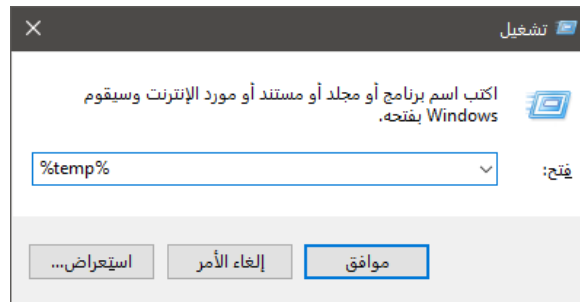 تشغيل
اكتب اسم برنامج أو مجلد أو مستند أو مورد الإنترنت وسيقوم
Windows بفتحه.
فتح:
%temp%
موافق
إلغاء الأمر
استعراض...